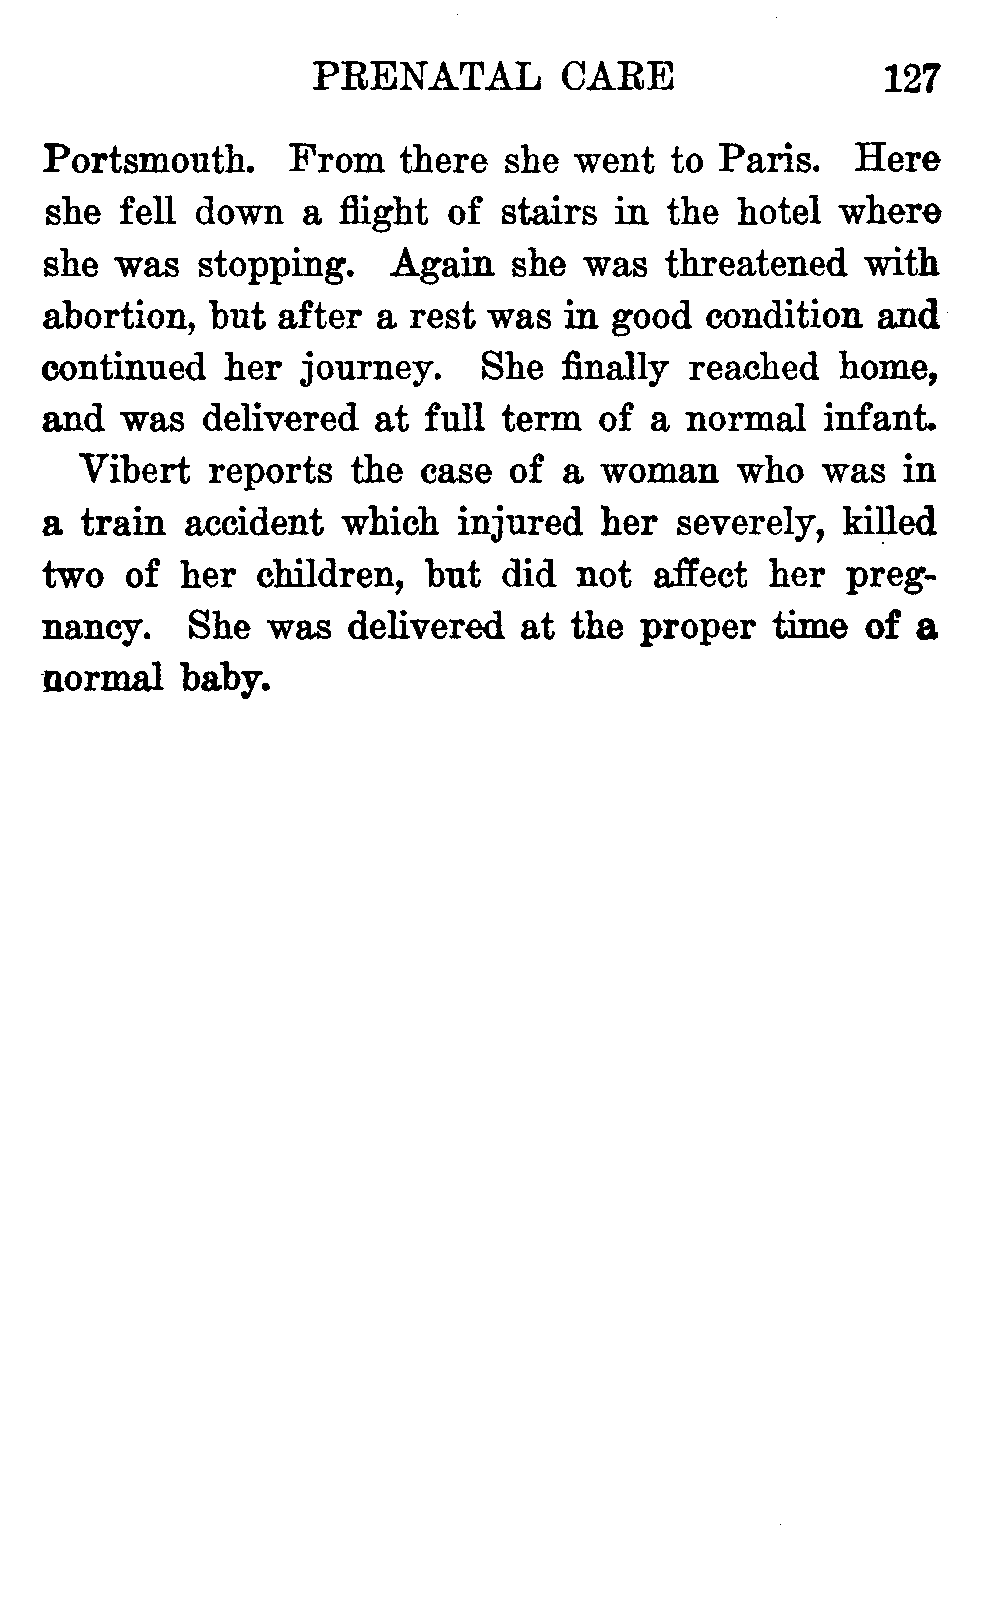 PRENATAL CARE 127
Portsmouth. From there she went to Paris. Here
she fell down a flight of stairs in the hotel where
she was stopping. Again she was threatened with
abortion, but after a rest was in good condition and
continued her journey. She finally reached home,
and was delivered at full term of a normal infant.
Vibert reports the case of a woman who was in
a train accident which injured her severely, killed
two of her children, but did not affect her preg-
nancy. She was delivered at the proper time of a
normal baby.